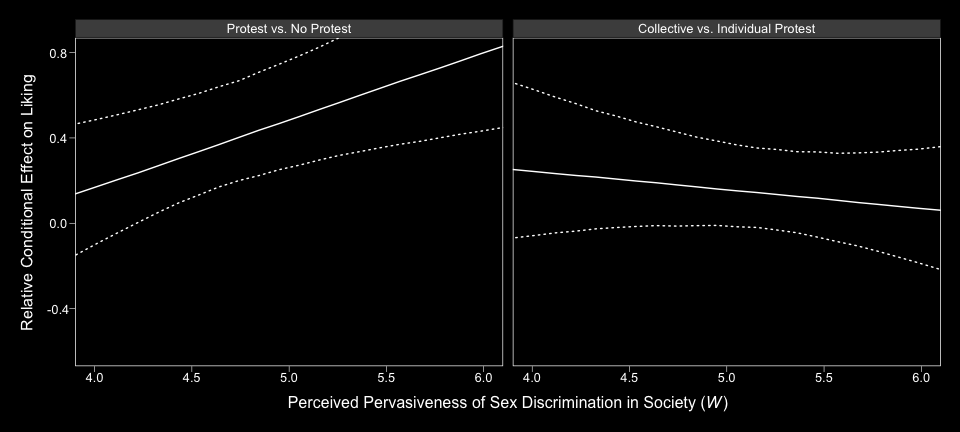 Protest vs. No Protest
Collective vs. Individual Protest
Relative Conditional Effect on Liking
0.8
0.4
0.0
-0.4
4.0 4.5 5.0 5.5 6.0
4.0 4.5 5.0 5.5 6.0
Perceived Pervasiveness of Sex Discrimination in Society (W)